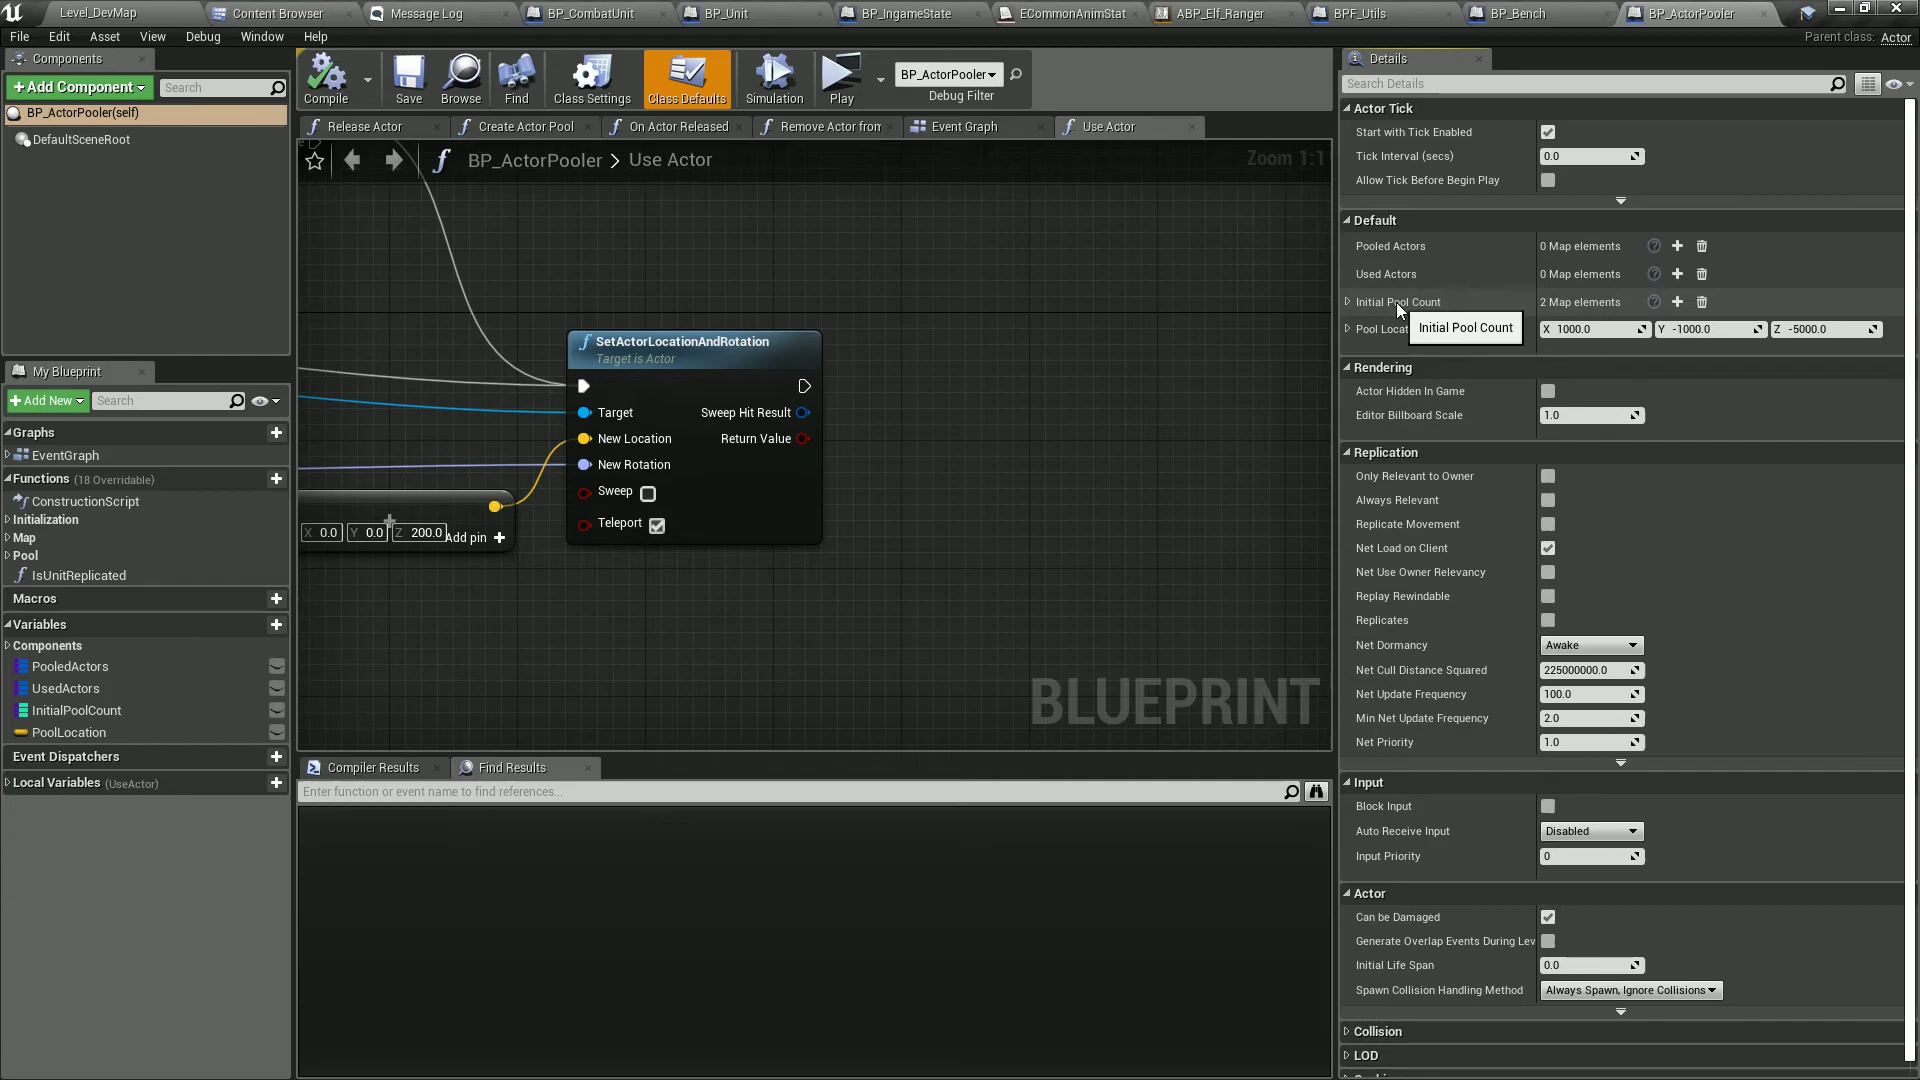 Level_DevMap
Content Browser
Message Log
BP_CombatUnit
BP_Unit
BP_IngameState
ECommonAnimStat
ABP_Elf_Ranger
BPF_Utils
BP_Bench
BP_ActorPooler
File Edit Asset View Debug Window Help
Parent class: Actor
Components
+Add Component
Search
BP_ActorPooler(self)
DefaultSceneRoot
My Blueprint
+Add New
Search
Graphs
EventGraph
Functions (18 Overridable)
ConstructionScript
Initialization
Map
Pool
IsUnitReplicated
Macros
Variables
Components
PooledActors
UsedActors
InitialPoolCount
PoolLocation
Event Dispatchers
Local Variables (UseActor)
Compile
Save
Browse
Find
Class Settings
Class Defaults
Simulation
Play
BP_ActorPooler
Debug Filter
Release Actor
Create Actor Pool
On Actor Released
Remove Actor from
Event Graph
Use Actor
BP_ActorPooler > Use Actor
Zoom 1:1
SetActorLocationAndRotation
Target is Actor
Target
Sweep Hit Result
New Location
Return Value
New Rotation
Sweep
Teleport
X 0.0 Y 0.0 Z 200.0
Add pin +
BLUEPRINT
Compiler Results
Find Results
Enter function or event name to find references...
Details
Search Details
Actor Tick
Start with Tick Enabled
Tick Interval (secs) 0.0
Allow Tick Before Begin Play
Default
Pooled Actors 0 Map elements
Used Actors 0 Map elements
Initial Pool Count 2 Map elements
Initial Pool Count
Pool Locat X 1000.0 Y -1000.0 Z -5000.0
Rendering
Actor Hidden In Game
Editor Billboard Scale 1.0
Replication
Only Relevant to Owner
Always Relevant
Replicate Movement
Net Load on Client
Net Use Owner Relevancy
Replay Rewindable
Replicates
Net Dormancy Awake
Net Cull Distance Squared 225000000.0
Net Update Frequency 100.0
Min Net Update Frequency 2.0
Net Priority 1.0
Input
Block Input
Auto Receive Input Disabled
Input Priority 0
Actor
Can be Damaged
Generate Overlap Events During Lev
Initial Life Span 0.0
Spawn Collision Handling Method Always Spawn, Ignore Collisions
Collision
LOD